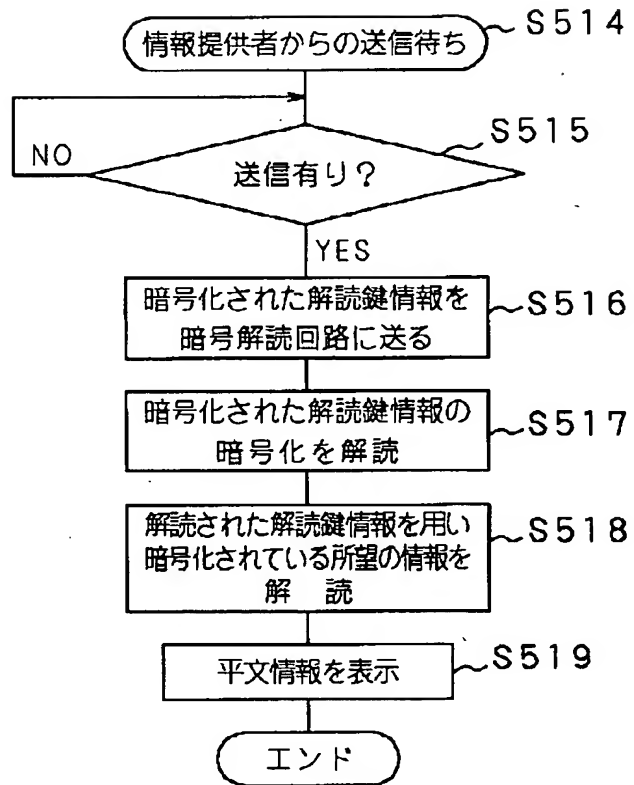 情報提供者からの送信待ち
S514
S515
NO
送信有り?
YES
暗号化された解読鍵情報を
暗号解読回路に送る
S516
暗号化された解読鍵情報の
暗号化を解読
S517
解読された解読鍵情報を用い
暗号化されている所望の情報を
解 読
S518
平文情報を表示
S519
エンド